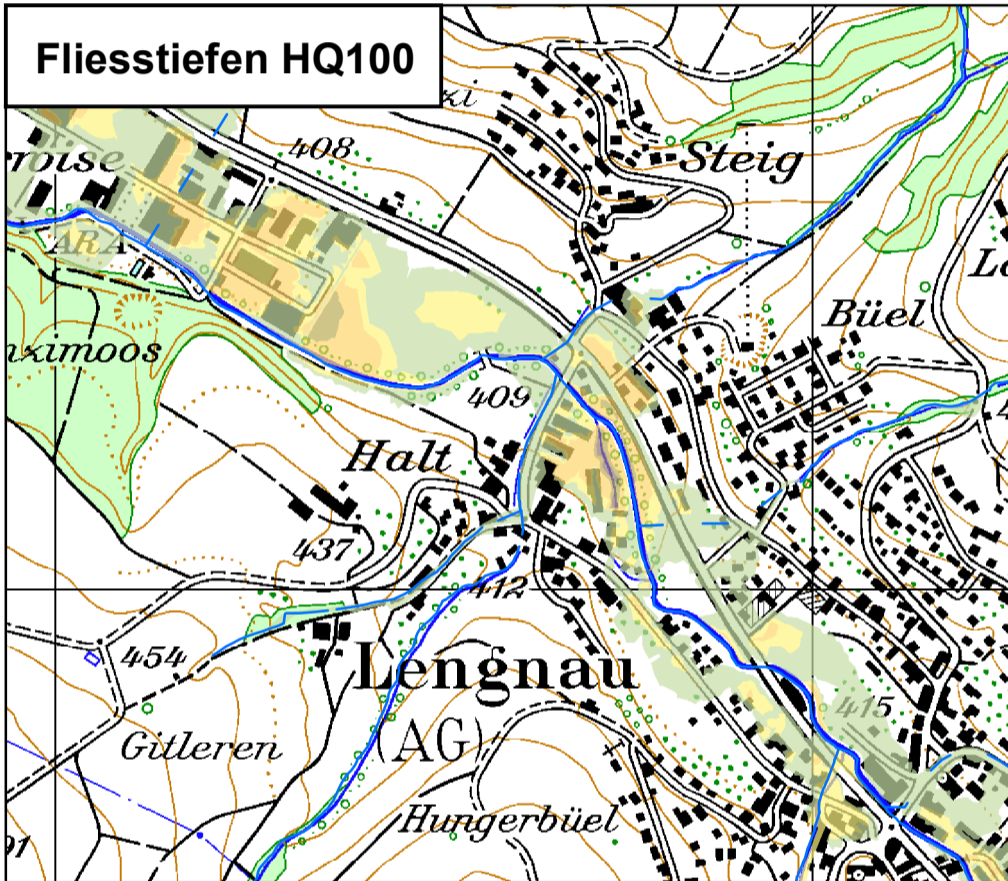 Fliesstiefen HQ100
408
Steig
ARA
Büel
409
Halt
437
412
454
Lengnau
(AG)
415
Gitleren
Hungerbüel